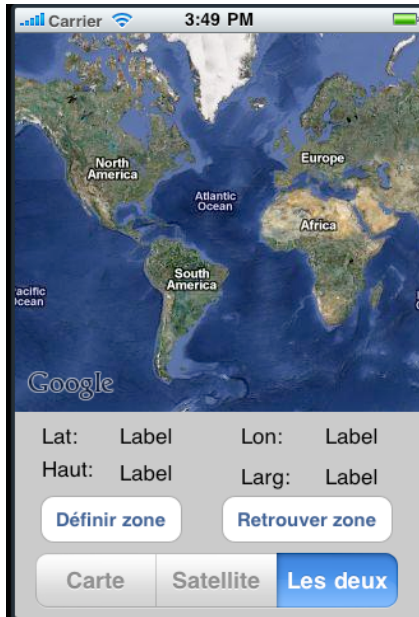 Carrier 3:49 PM
North
America
Europe
Atlantic
Ocean
Africa
South
America
acific
Ocean
Google
Lat: Label Lon: Label
Haut: Label Larg: Label
Définir zone Retrouver zone
Carte Satellite Les deux